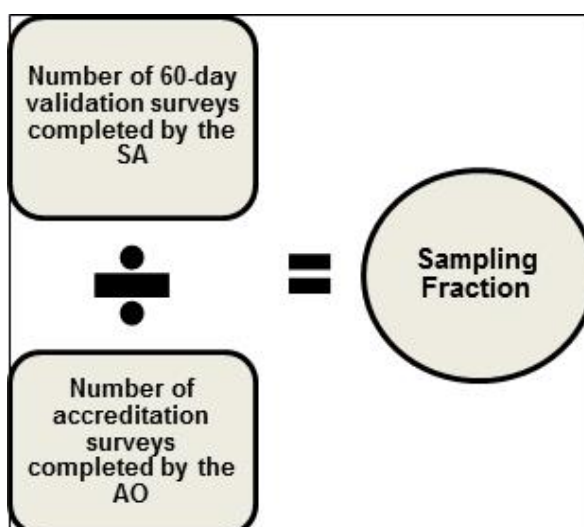 Number of 60-day
validation surveys
completed by the
SA
÷
=
Sampling
Fraction
Number of
accreditation
surveys
completed by the
AO